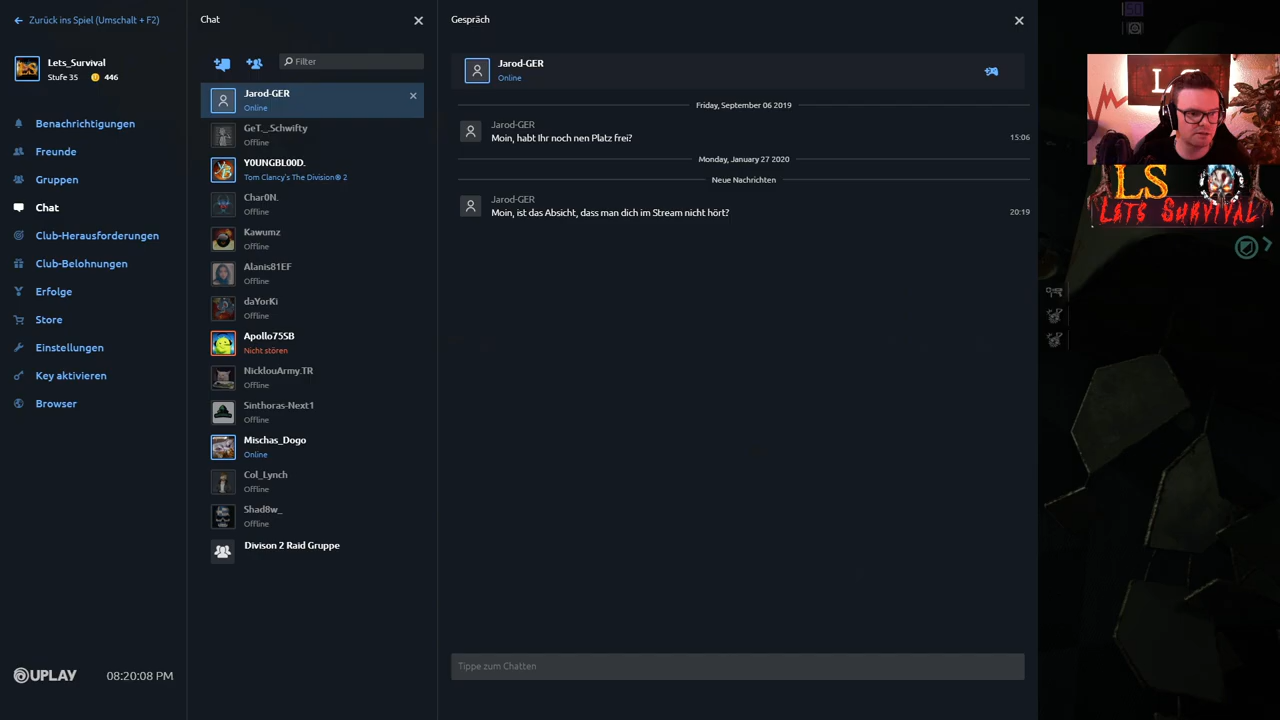 Zurück ins Spiel (Umschalt + F2)
Lets_Survival
Stufe 35
446
Benachrichtigungen
Freunde
Gruppen
Chat
Club-Herausforderungen
Club-Belohnungen
Erfolge
Store
Einstellungen
Key aktivieren
Browser
UPLAY
08:20:08 PM
Chat
Filter
Jarod-GER
Online
GeT._Schwifty
Offline
Y0UNGBL00D.
Tom Clancy's The Division® 2
Char0N.
Offline
Kawumz
Offline
Alanis81EF
Offline
daYorKi
Offline
Apollo75SB
Nicht stören
NicklouArmy.TR
Offline
Sinthoras-Next1
Offline
Mischas_Dogo
Online
Col_Lynch
Offline
Shad8w_
Offline
Divison 2 Raid Gruppe
Gespräch
Jarod-GER
Online
Friday, September 06 2019
Jarod-GER
Moin, habt Ihr noch nen Platz frei?
15:06
Monday, January 27 2020
Neue Nachrichten
Jarod-GER
Moin, ist das Absicht, dass man dich im Stream nicht hört?
20:19
Tippe zum Chatten
LS
LETS SURVIVAL